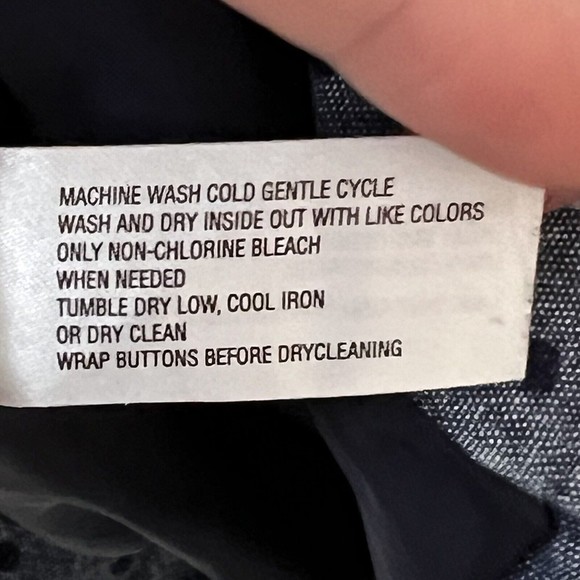 MACHINE WASH COLD GENTLE CYCLE
WASH AND DRY INSIDE OUT WITH LIKE COLORS
ONLY NON-CHLORINE BLEACH
WHEN NEEDED
TUMBLE DRY LOW, COOL IRON
OR DRY CLEAN
WRAP BUTTONS BEFORE DRYCLEANING